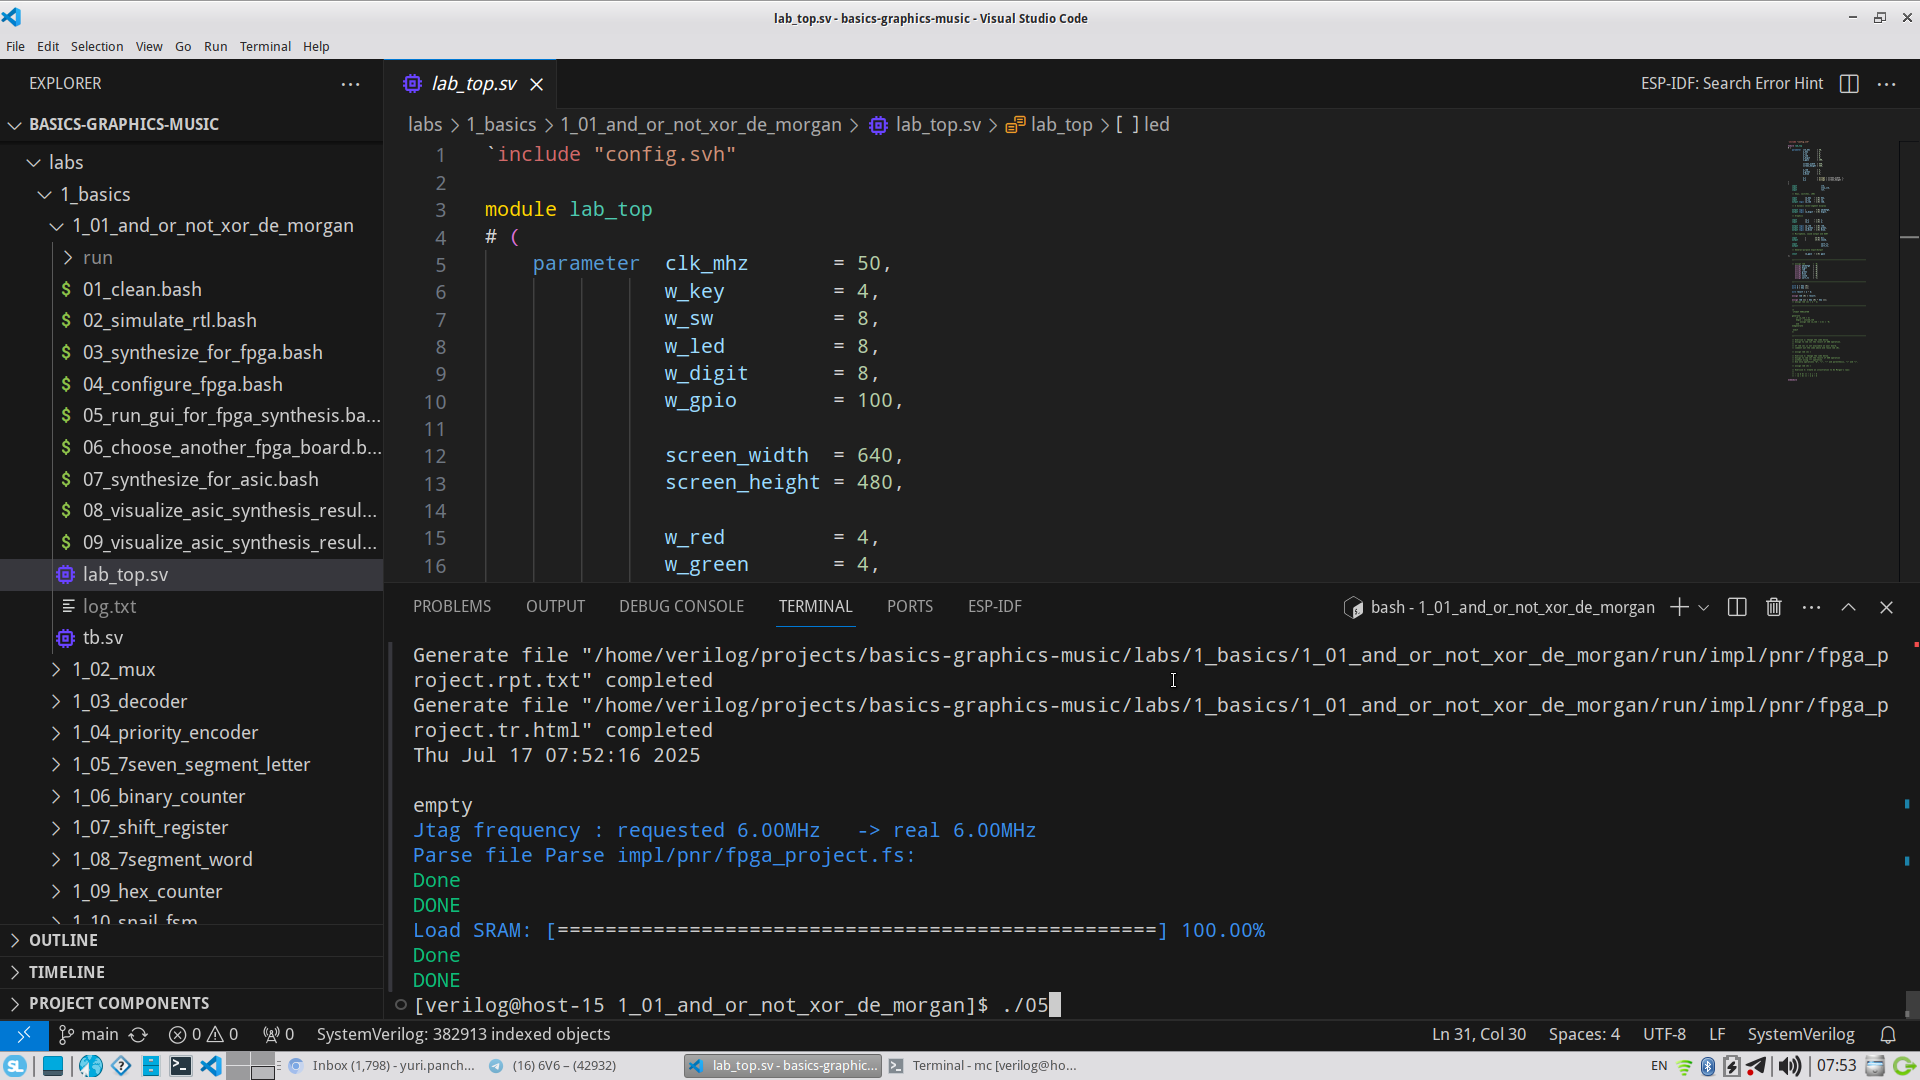 lab_top.sv - basics-graphics-music - Visual Studio Code
File Edit Selection View Go Run Terminal Help
EXPLORER
BASICS-GRAPHICS-MUSIC
labs
1_basics
1_01_and_or_not_xor_de_morgan
run
$ 01_clean.bash
$ 02_simulate_rtl.bash
$ 03_synthesize_for_fpga.bash
$ 04_configure_fpga.bash
$ 05_run_gui_for_fpga_synthesis.ba...
$ 06_choose_another_fpga_board.b...
$ 07_synthesize_for_asic.bash
$ 08_visualize_asic_synthesis_resul...
$ 09_visualize_asic_synthesis_resul...
lab_top.sv
log.txt
tb.sv
1_02_mux
1_03_decoder
1_04_priority_encoder
1_05_7seven_segment_letter
1_06_binary_counter
1_07_shift_register
1_08_7segment_word
1_09_hex_counter
1_10_snail_fsm
OUTLINE
TIMELINE
PROJECT COMPONENTS
lab_top.sv
ESP-IDF: Search Error Hint
labs > 1_basics > 1_01_and_or_not_xor_de_morgan > lab_top.sv > lab_top > [ ] led
1 `include "config.svh"
2
3 module lab_top
4 # (
5 parameter clk_mhz = 50,
6 w_key = 4,
7 w_sw = 8,
8 w_led = 8,
9 w_digit = 8,
10 w_gpio = 100,
11
12 screen_width = 640,
13 screen_height = 480,
14
15 w_red = 4,
16 w_green = 4,
PROBLEMS OUTPUT DEBUG CONSOLE TERMINAL PORTS ESP-IDF
bash - 1_01_and_or_not_xor_de_morgan
Generate file "/home/verilog/projects/basics-graphics-music/labs/1_basics/1_01_and_or_not_xor_de_morgan/run/impl/pnr/fpga_p
roject.rpt.txt" completed
Generate file "/home/verilog/projects/basics-graphics-music/labs/1_basics/1_01_and_or_not_xor_de_morgan/run/impl/pnr/fpga_p
roject.tr.html" completed
Thu Jul 17 07:52:16 2025
empty
Jtag frequency : requested 6.00MHz -> real 6.00MHz
Parse file Parse impl/pnr/fpga_project.fs:
Done
DONE
Load SRAM: [==================================================] 100.00%
Done
DONE
[verilog@host-15 1_01_and_or_not_xor_de_morgan]$ ./05
main 0 0 0 SystemVerilog: 382913 indexed objects
Ln 31, Col 30 Spaces: 4 UTF-8 LF SystemVerilog
SL
Inbox (1,798) - yuri.panch...
(16) 6V6 – (42932)
lab_top.sv - basics-graphic...
Terminal - mc [verilog@ho...
EN 07:53